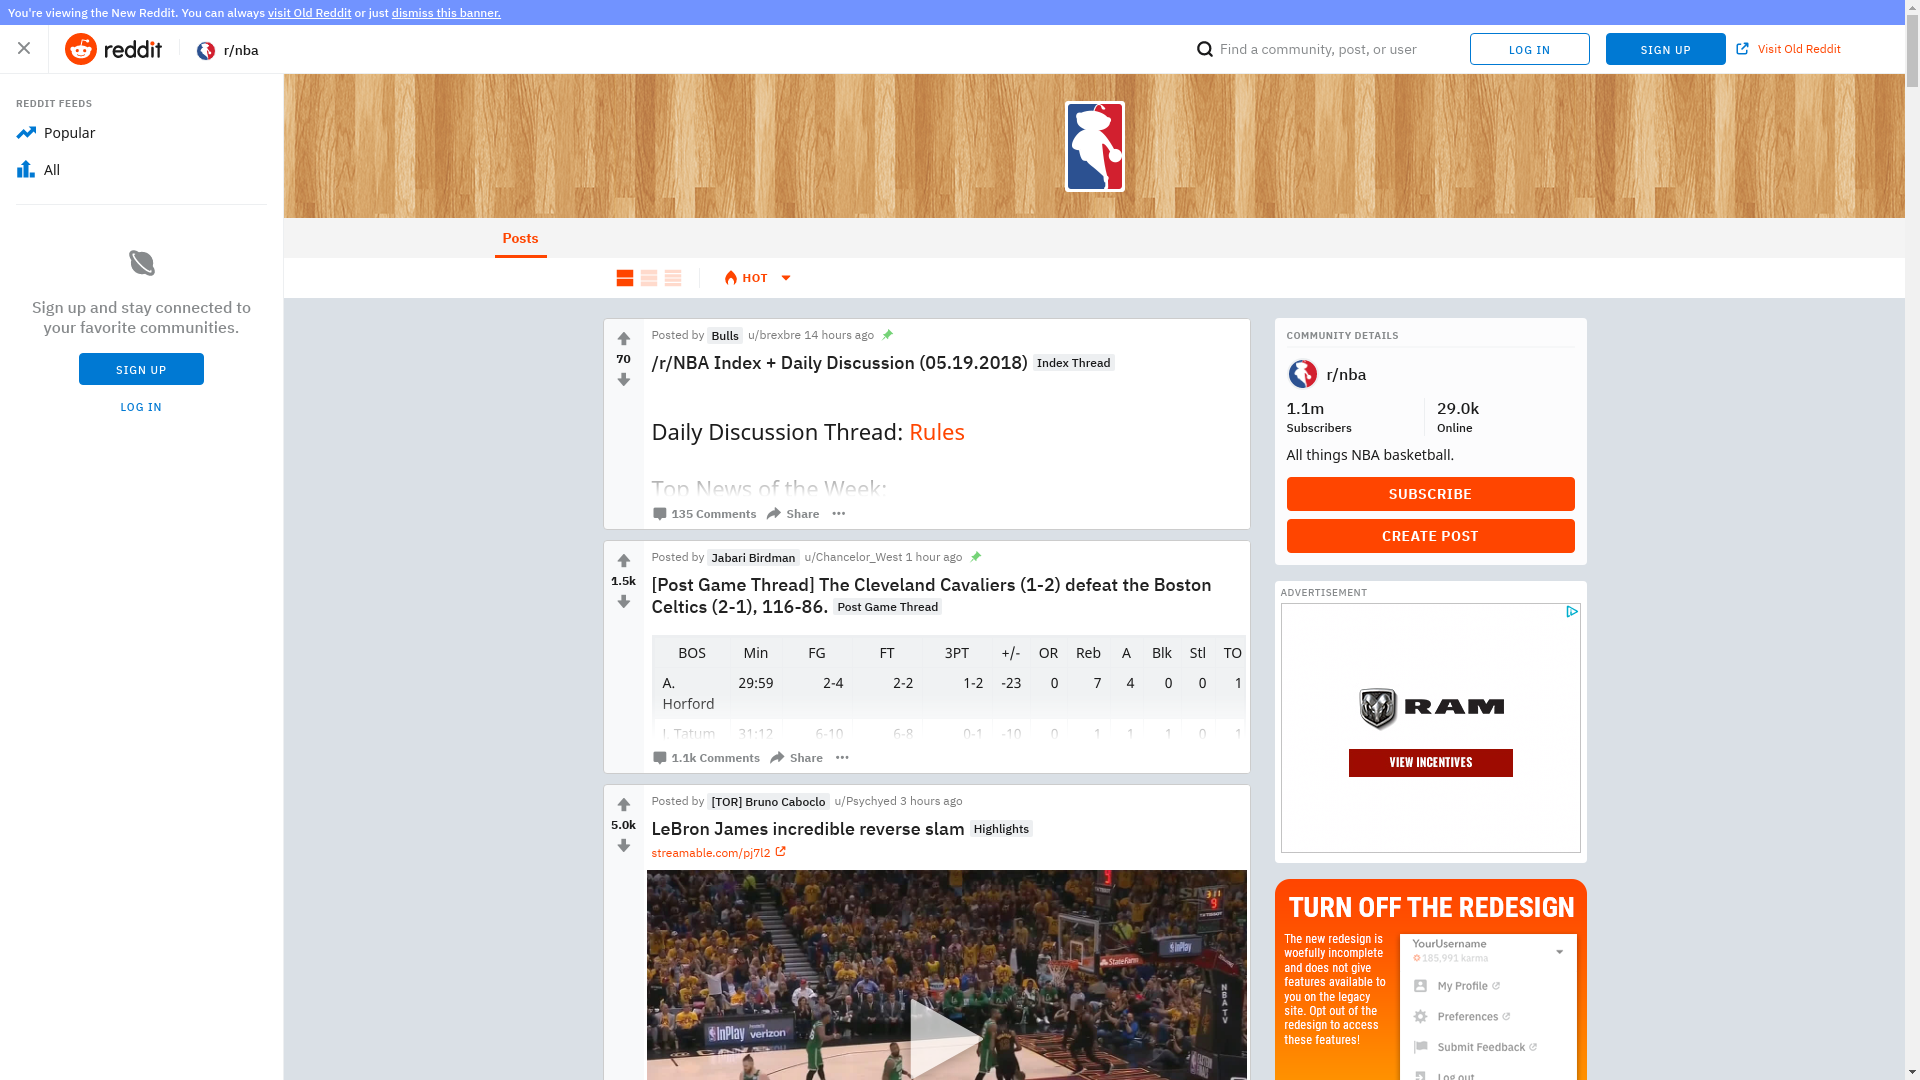 You're viewing the New Reddit. You can always visit Old Reddit or just dismiss this banner.
reddit
r/nba
Find a community, post, or user
LOG IN
SIGN UP
Visit Old Reddit
REDDIT FEEDS
Popular
All
Sign up and stay connected to
your favorite communities.
SIGN UP
LOG IN
Posts
HOT
70
Posted by Bulls u/brexbre 14 hours ago
/r/NBA Index + Daily Discussion (05.19.2018) Index Thread
Daily Discussion Thread: Rules
Top News of the Week:
135 Comments Share
1.5k
Posted by Jabari Birdman u/Chancelor_West 1 hour ago
[Post Game Thread] The Cleveland Cavaliers (1-2) defeat the Boston
Celtics (2-1), 116-86. Post Game Thread
BOS Min FG FT 3PT +/- OR Reb A Blk Stl TO
A. Horford 29:59 2-4 2-2 1-2 -23 0 7 4 0 0 1
J. Tatum 31:12 6-10 6-8 0-1 -10 0 1 1 1 0 1
1.1k Comments Share
5.0k
Posted by [TOR] Bruno Caboclo u/Psychyed 3 hours ago
LeBron James incredible reverse slam Highlights
streamable.com/pj7l2
StateFarm
InPlay
InPlay verizon
NBA TV
COMMUNITY DETAILS
r/nba
1.1m
Subscribers
29.0k
Online
All things NBA basketball.
SUBSCRIBE
CREATE POST
ADVERTISEMENT
RAM
VIEW INCENTIVES
TURN OFF THE REDESIGN
The new redesign is
woefully incomplete
and does not give
features available to
you on the legacy
site. Opt out of the
redesign to access
these features!
YourUsername
185,991 karma
My Profile
Preferences
Submit Feedback
Log out